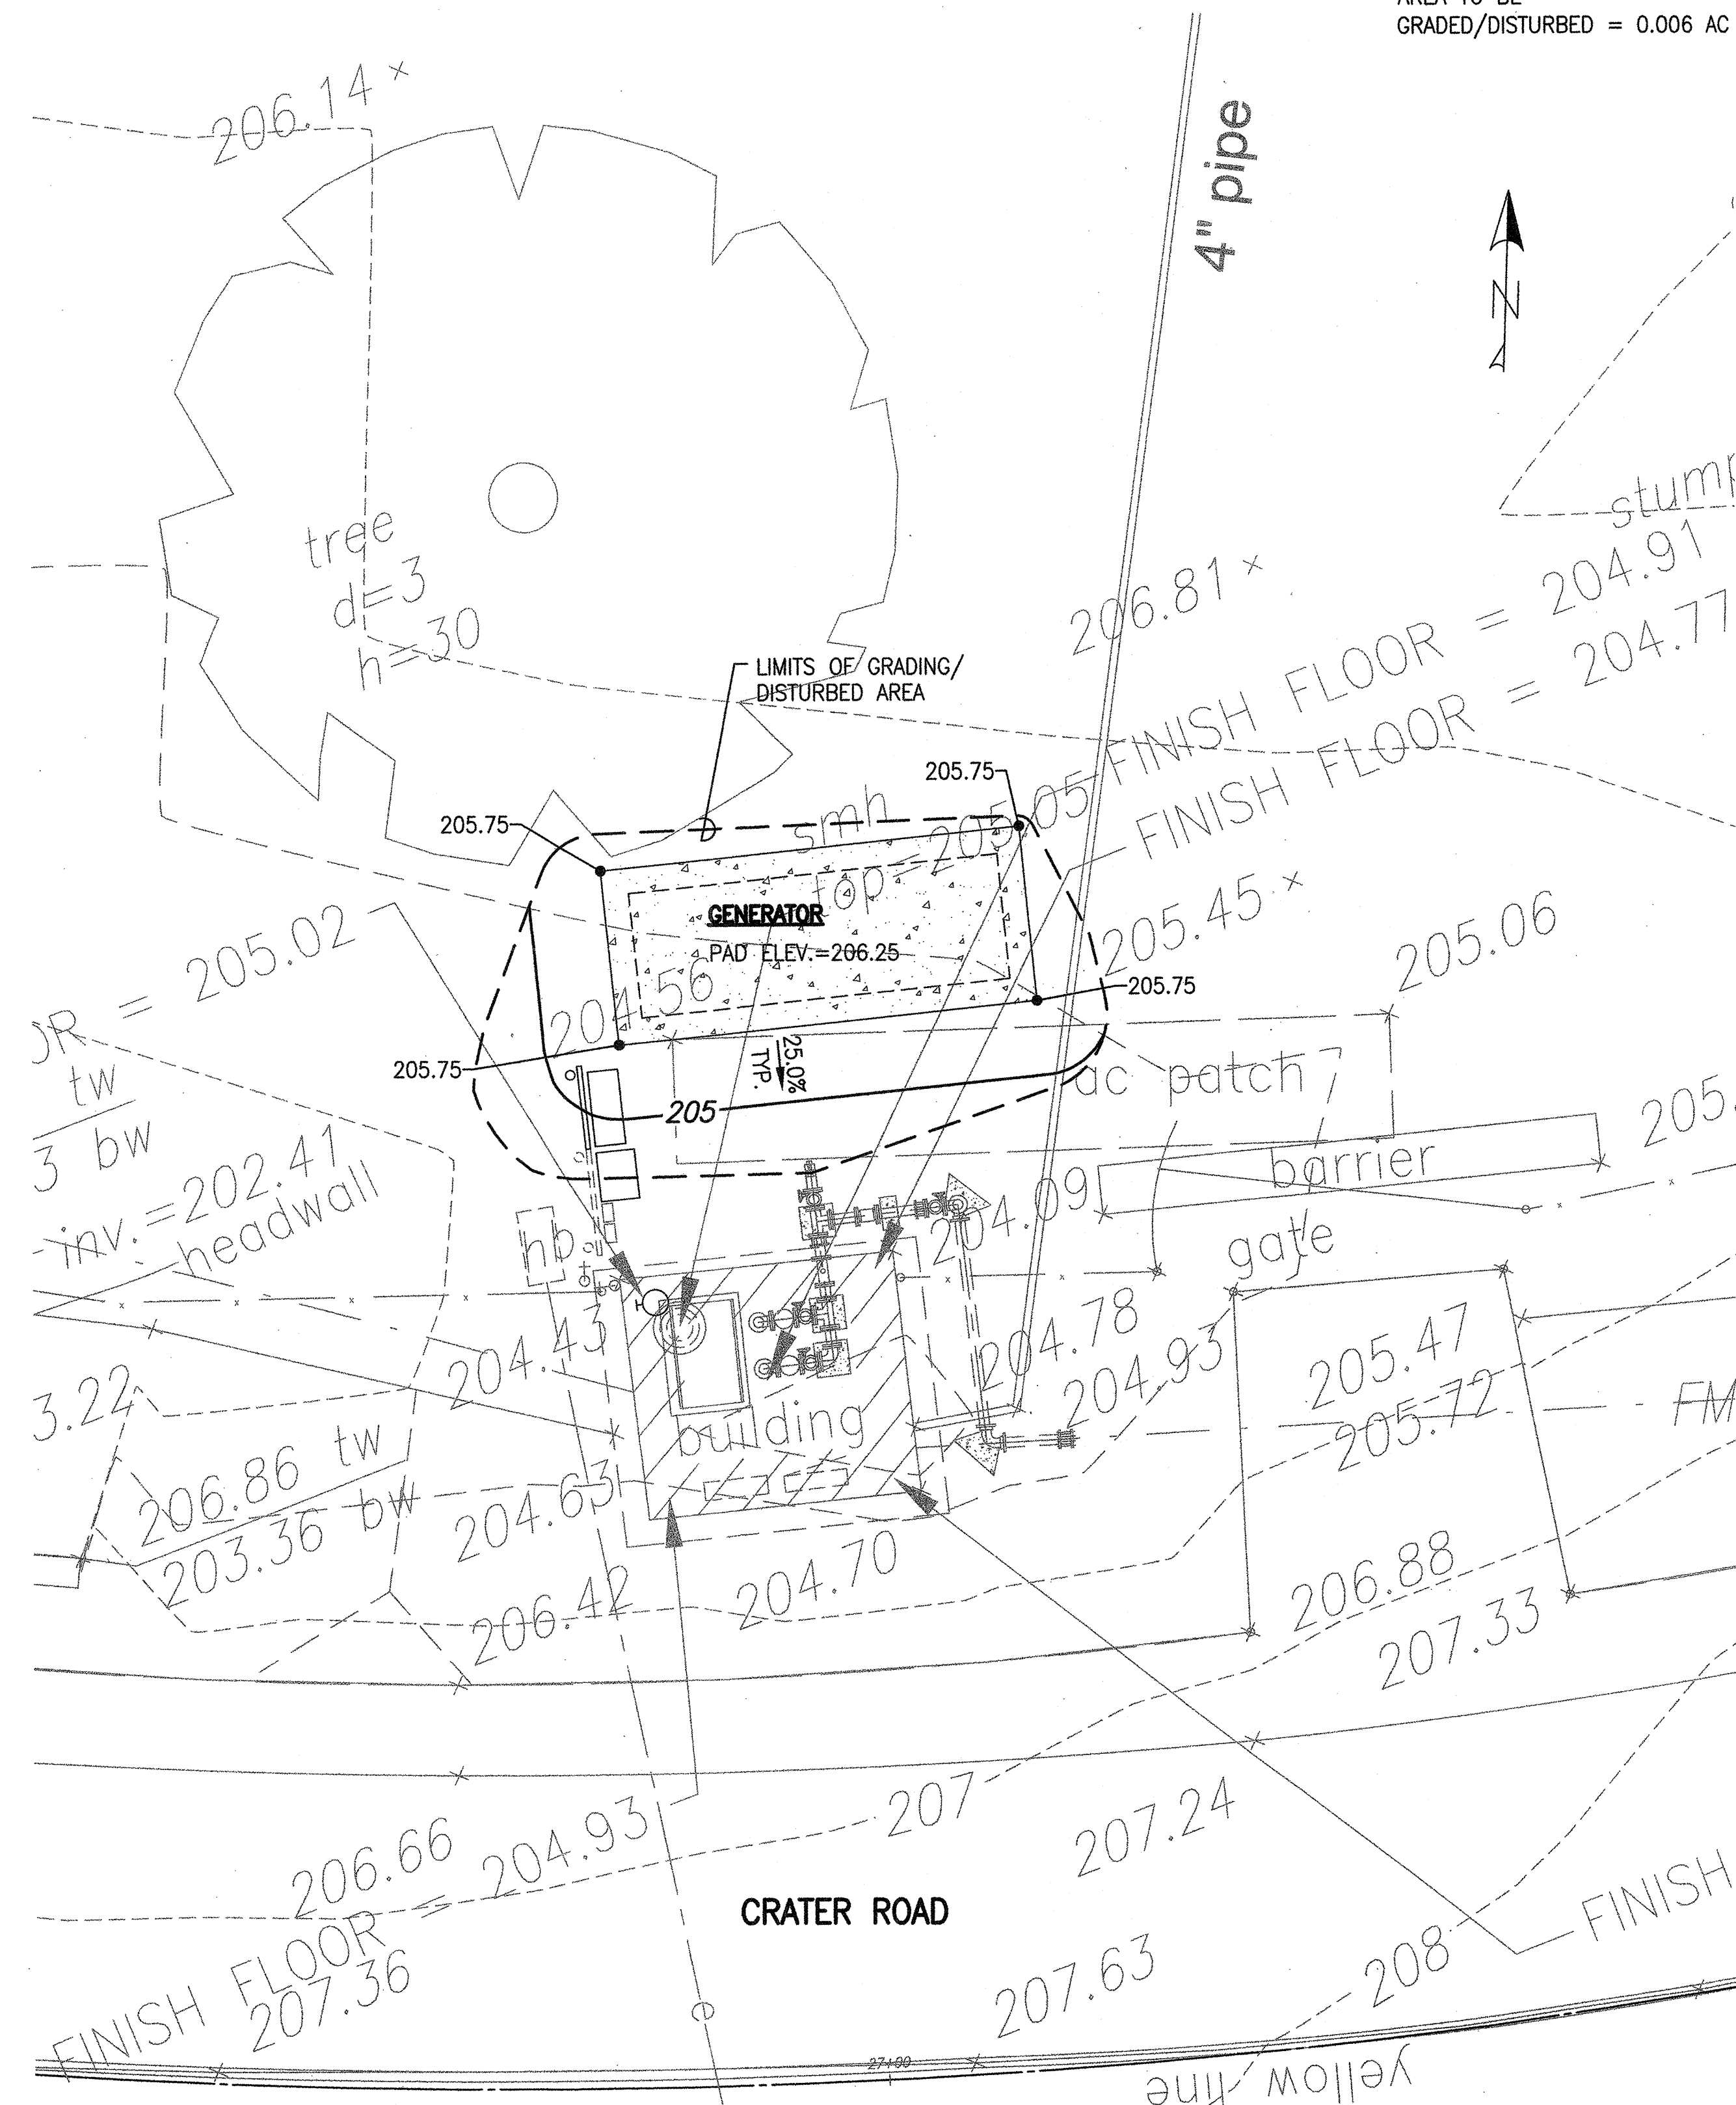 GRADED/DISTURBED = 0.006 AC
206.14
4" pipe
N
tree
d=3
h=30
206.81
FINISH FLOOR = 204.91
FINISH FLOOR = 204.77
LIMITS OF GRADING/
DISTURBED AREA
205.75
205.75
smh
top=205.05
GENERATOR
PAD ELEV.=206.25
205.45
205.06
= 205.02
204.56
205.75
205.75
25.0%
TYP.
205
ac patch
tw
3 bw
barrier
205.
inv.=202.41
headwall
hb
204.09
gate
204.43
204.78
204.93
205.47
205.72
FM
3.22
building
206.86 tw
203.36 bw
204.63
204.70
206.42
206.88
207.33
207
207.24
206.66
FINISH FLOOR = 204.93
CRATER ROAD
207.36
207.63
208
FINISH
27+00
yellow line